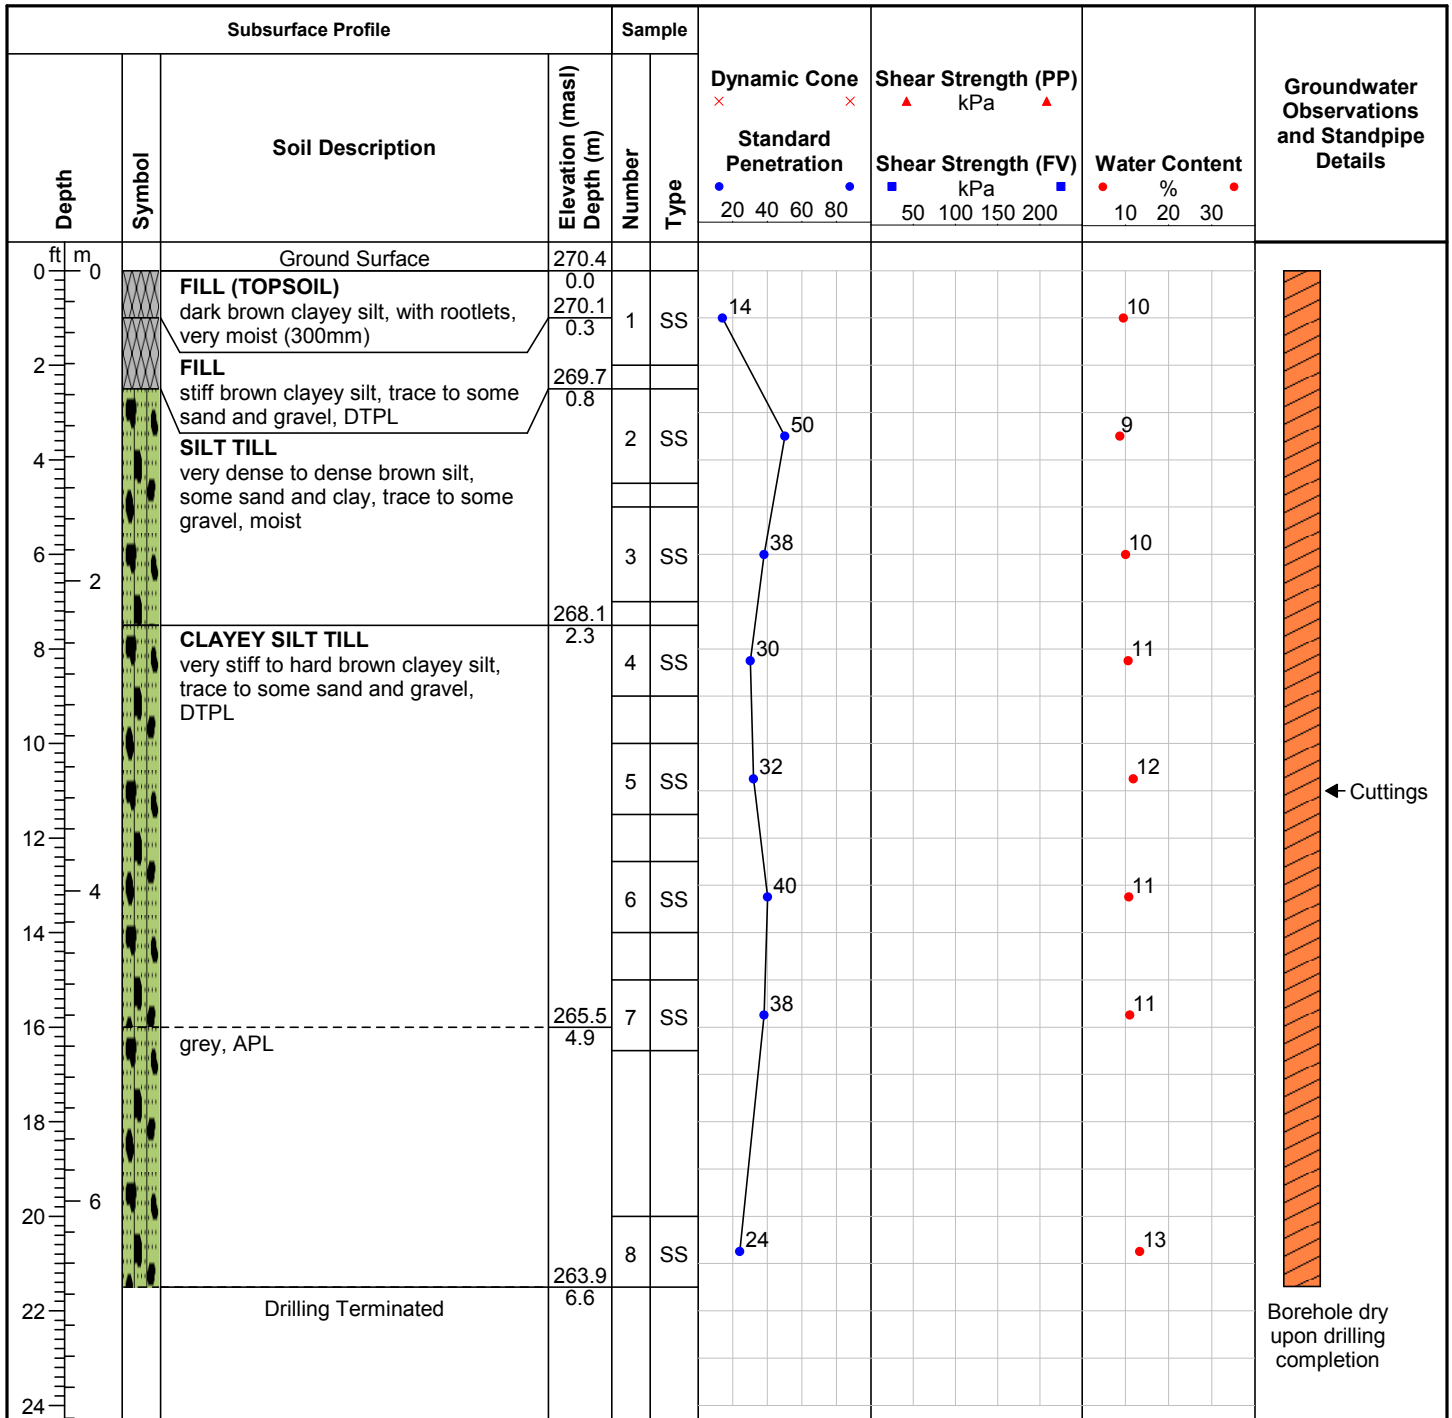 Subsurface Profile
Sample
Depth
Symbol
Soil Description
Elevation (masl)
Depth (m)
Number
Type
Dynamic Cone
Standard
Penetration
20 40 60 80
Shear Strength (PP)
kPa
Shear Strength (FV)
kPa
50 100 150 200
Water Content
%
10 20 30
Groundwater
Observations
and Standpipe
Details
ft m
0 0
2
4
6
2
8
10
12
4
14
16
18
6
20
22
24
Ground Surface
270.4
0.0
FILL (TOPSOIL)
dark brown clayey silt, with rootlets,
very moist (300mm)
270.1
0.3
FILL
stiff brown clayey silt, trace to some
sand and gravel, DTPL
269.7
0.8
SILT TILL
very dense to dense brown silt,
some sand and clay, trace to some
gravel, moist
268.1
2.3
CLAYEY SILT TILL
very stiff to hard brown clayey silt,
trace to some sand and gravel,
DTPL
265.5
4.9
grey, APL
263.9
6.6
Drilling Terminated
1 SS 14 10
2 SS 50 9
3 SS 38 10
4 SS 30 11
5 SS 32 12
6 SS 40 11
7 SS 38 11
8 SS 24 13
Cuttings
Borehole dry
upon drilling
completion